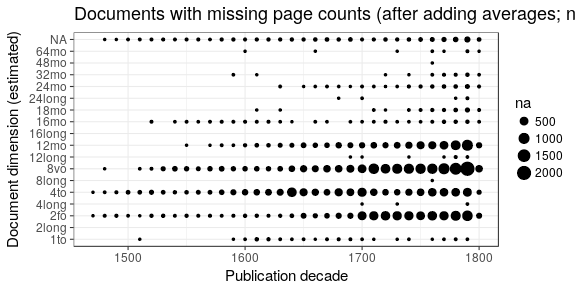 Documents with missing page counts (after adding averages; n
Document dimension (estimated)
NA
64mo
48mo
32mo
24mo
24long
18mo
16mo
16long
12mo
12long
8vo
8long
4to
4long
2fo
2long
1to
1500
1600
1700
1800
Publication decade
na
500
1000
1500
2000